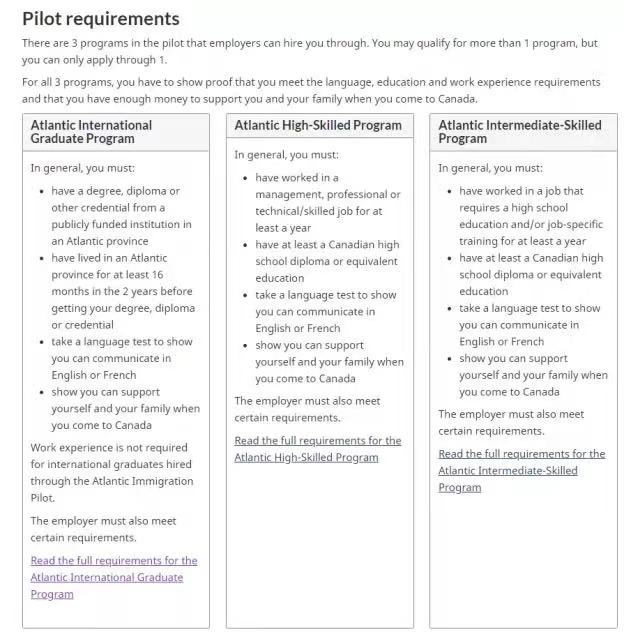 Pilot requirements
There are 3 programs in the pilot that employers can hire you through. You may qualify for more than 1 program, but
you can only apply through 1.
For all 3 programs, you have to show proof that you meet the language, education and work experience requirements
and that you have enough money to support you and your family when you come to Canada.
Atlantic International
Graduate Program
In general, you must:
• have a degree, diploma or
other credential from a
publicly funded institution in
an Atlantic province
• have lived in an Atlantic
province for at least 16
months in the 2 years before
getting your degree, diploma
or credential
• take a language test to show
you can communicate in
English or French
• show you can support
yourself and your family when
you come to Canada
Work experience is not required
for international graduates hired
through the Atlantic Immigration
Pilot.
The employer must also meet
certain requirements.
Read the full requirements for the
Atlantic International Graduate
Program
Atlantic High-Skilled Program
In general, you must:
• have worked in a
management, professional or
technical/skilled job for at
least a year
• have at least a Canadian high
school diploma or equivalent
education
• take a language test to show
you can communicate in
English or French
• show you can support
yourself and your family when
you come to Canada
The employer must also meet
certain requirements.
Read the full requirements for the
Atlantic High-Skilled Program
Atlantic Intermediate-Skilled
Program
In general, you must:
• have worked in a job that
requires a high school
education and/or job-specific
training for at least a year
• have at least a Canadian high
school diploma or equivalent
education
• take a language test to show
you can communicate in
English or French
• show you can support
yourself and your family when
you come to Canada
The employer must also meet
certain requirements.
Read the full requirements for the
Atlantic Intermediate-Skilled
Program